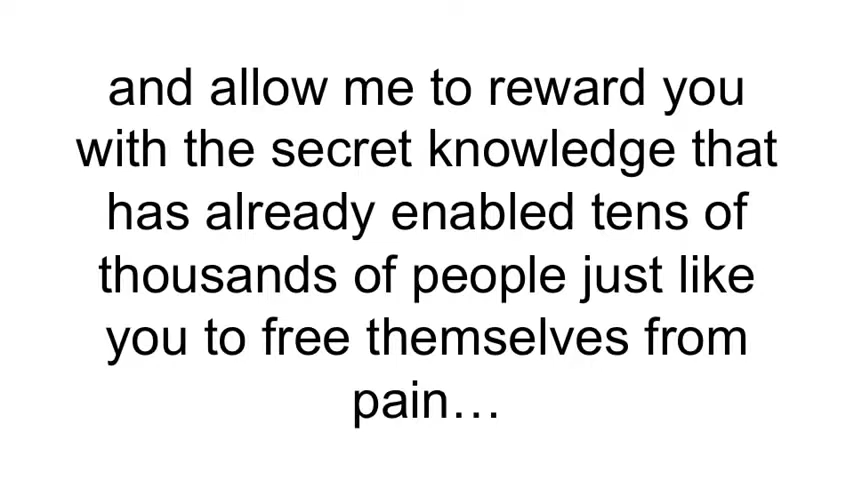 and allow me to reward you
with the secret knowledge that
has already enabled tens of
thousands of people just like
you to free themselves from
pain…